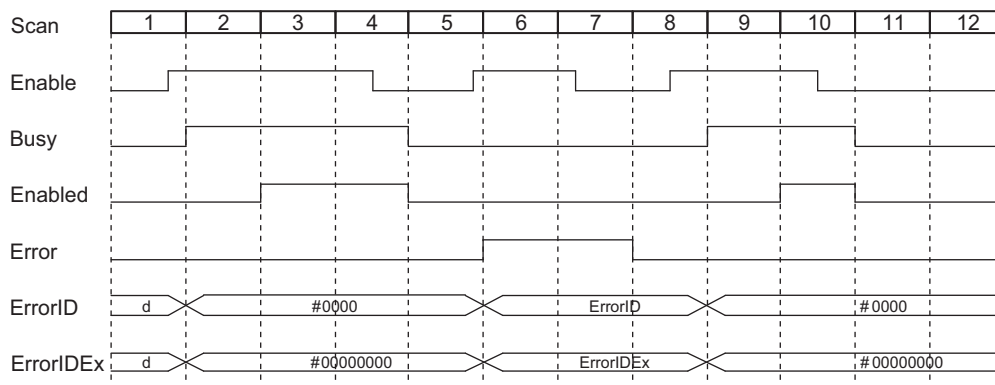 Scan 1 2 3 4 5 6 7 8 9 10 11 12
Enable
Busy
Enabled
Error
ErrorID d #0000 ErrorID #0000
ErrorIDEx d #00000000 ErrorIDEx #00000000